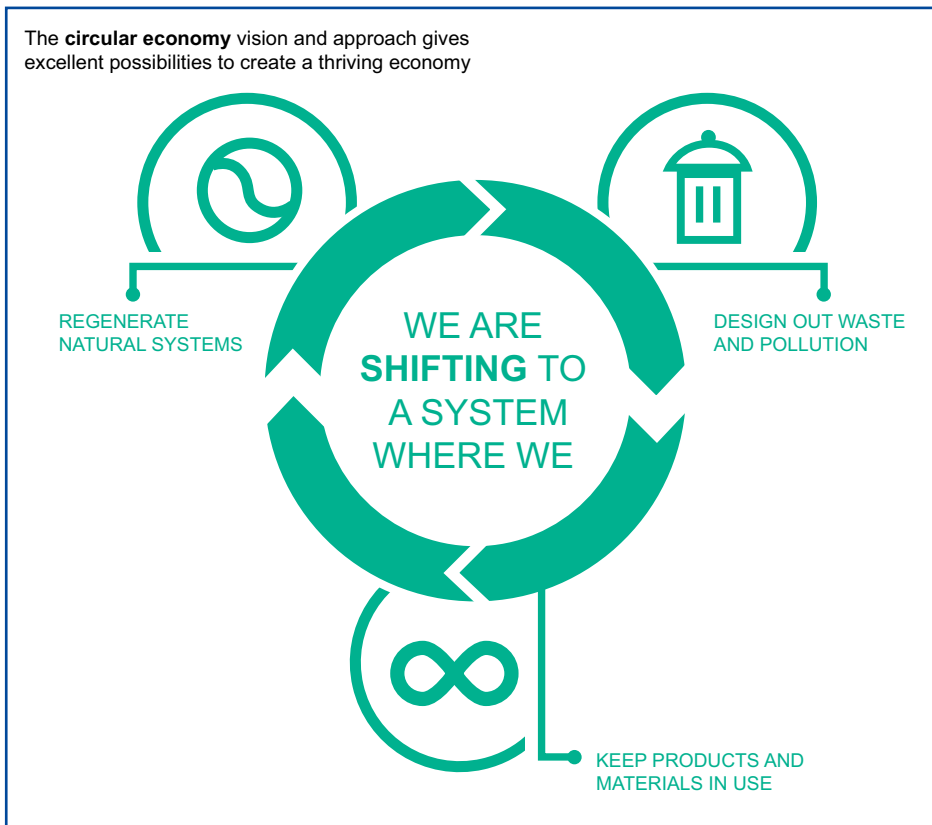 The circular economy vision and approach gives
excellent possibilities to create a thriving economy
REGENERATE
NATURAL SYSTEMS
WE ARE
SHIFTING TO
A SYSTEM
WHERE WE
DESIGN OUT WASTE
AND POLLUTION
KEEP PRODUCTS AND
MATERIALS IN USE